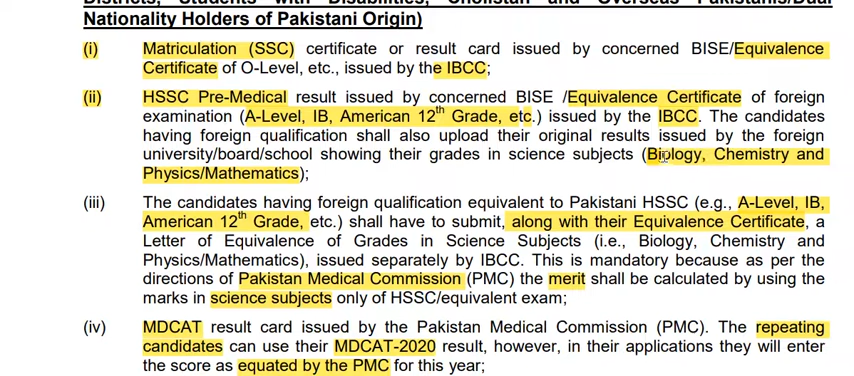 Districts, Students with Disabilities, Cholistan and Overseas Pakistanis/Dual
Nationality Holders of Pakistani Origin)
(i) Matriculation (SSC) certificate or result card issued by concerned BISE/Equivalence
Certificate of O-Level, etc., issued by the IBCC;
(ii) HSSC Pre-Medical result issued by concerned BISE /Equivalence Certificate of foreign
examination (A-Level, IB, American 12th Grade, etc.) issued by the IBCC. The candidates
having foreign qualification shall also upload their original results issued by the foreign
university/board/school showing their grades in science subjects (Biology, Chemistry and
Physics/Mathematics);
(iii) The candidates having foreign qualification equivalent to Pakistani HSSC (e.g., A-Level, IB,
American 12th Grade, etc.) shall have to submit, along with their Equivalence Certificate, a
Letter of Equivalence of Grades in Science Subjects (i.e., Biology, Chemistry and
Physics/Mathematics), issued separately by IBCC. This is mandatory because as per the
directions of Pakistan Medical Commission (PMC) the merit shall be calculated by using the
marks in science subjects only of HSSC/equivalent exam;
(iv) MDCAT result card issued by the Pakistan Medical Commission (PMC). The repeating
candidates can use their MDCAT-2020 result, however, in their applications they will enter
the score as equated by the PMC for this year;